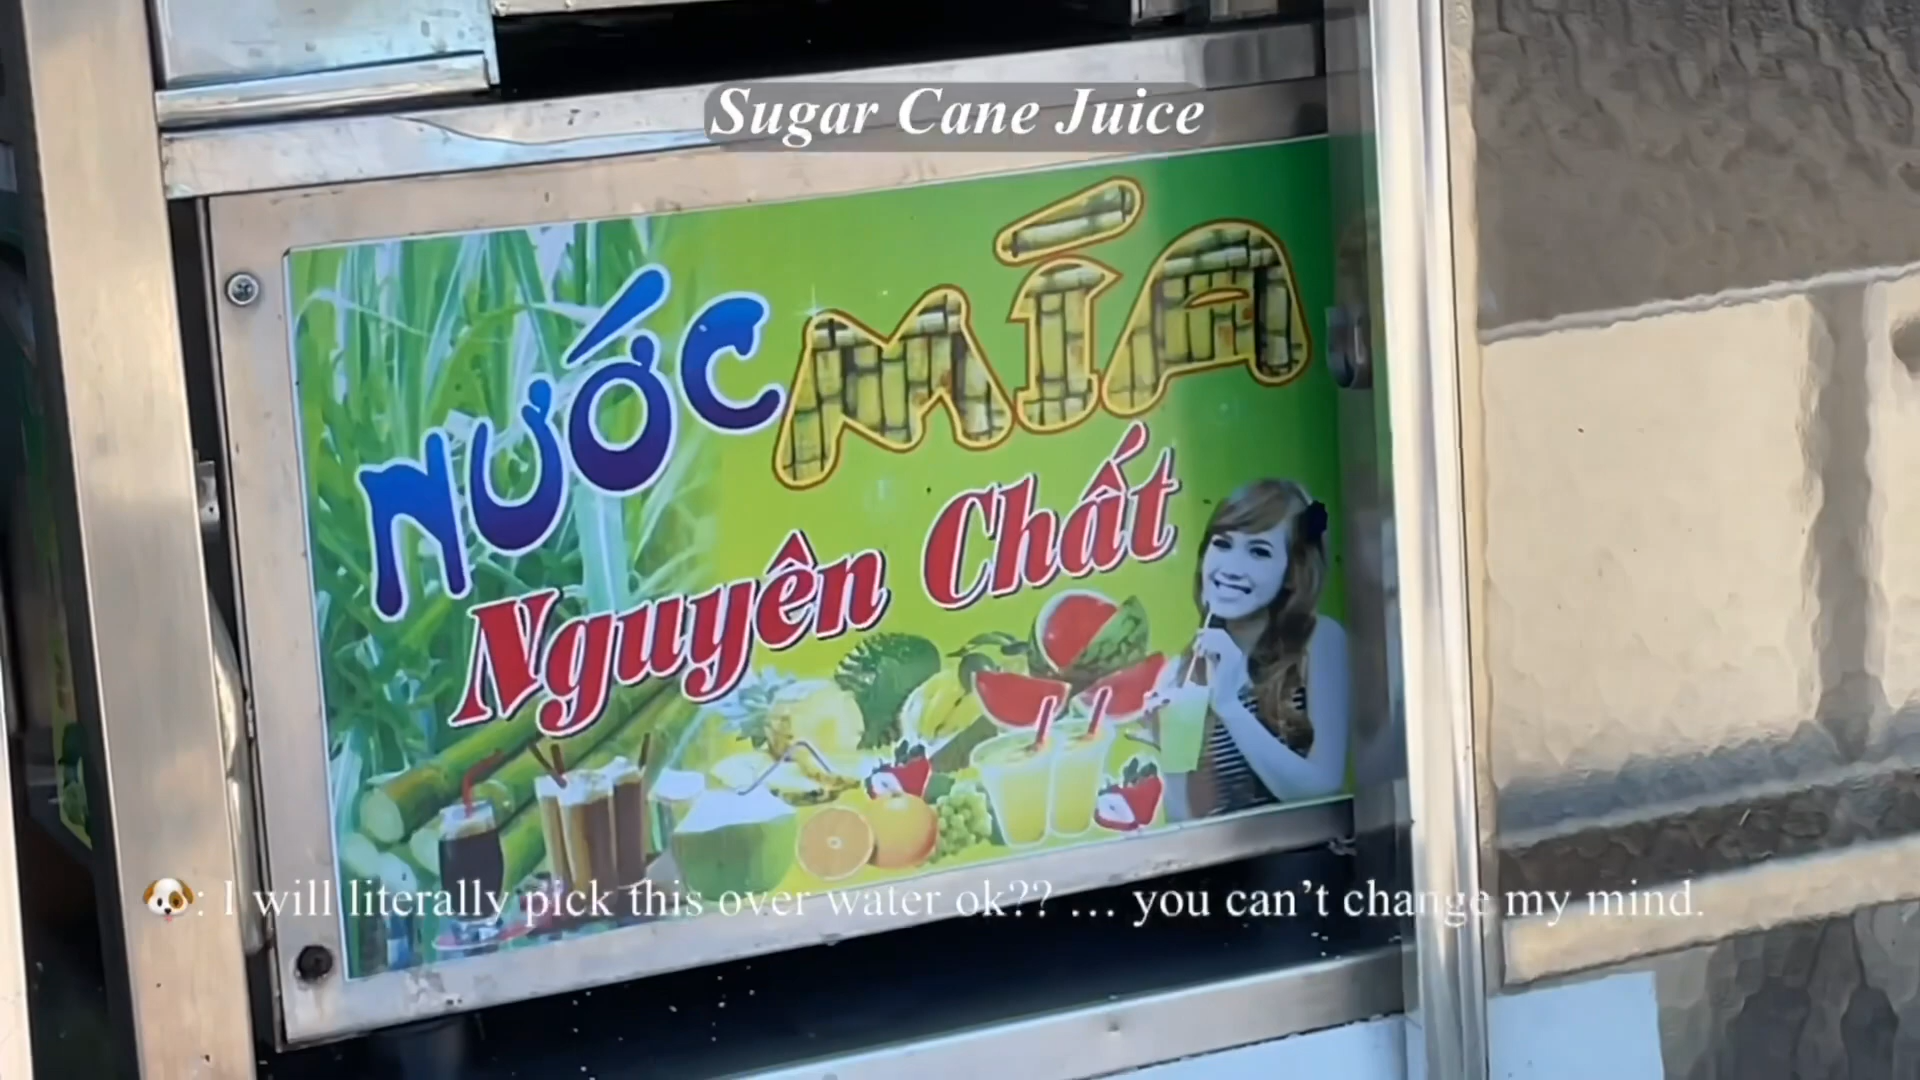 Sugar Cane Juice
NƯỚC MÍA
Nguyên Chất
🐶: I will literally pick this over water ok?? ... you can't change my mind.